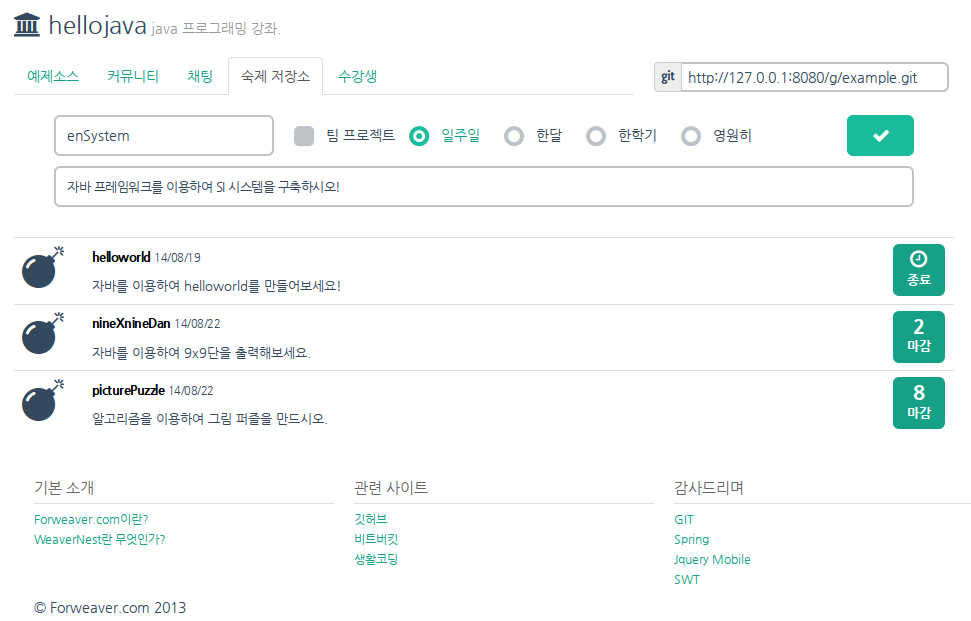 hellojava java 프로그래밍 강좌.
예제소스 커뮤니티 채팅 숙제 저장소 수강생
git http://127.0.0.1:8080/g/example.git
enSystem 팀 프로젝트 일주일 한달 한학기 영원히
자바 프레임워크를 이용하여 SI 시스템을 구축하시오!
helloworld 14/08/19
자바를 이용하여 helloworld를 만들어보세요!
종료
nineXnineDan 14/08/22
자바를 이용하여 9x9단을 출력해보세요.
2
마감
picturePuzzle 14/08/22
알고리즘을 이용하여 그림 퍼즐을 만드시오.
8
마감
기본 소개
Forweaver.com이란?
WeaverNest란 무엇인가?
관련 사이트
깃허브
비트버킷
생활코딩
감사드리며
GIT
Spring
Jquery Mobile
SWT
© Forweaver.com 2013